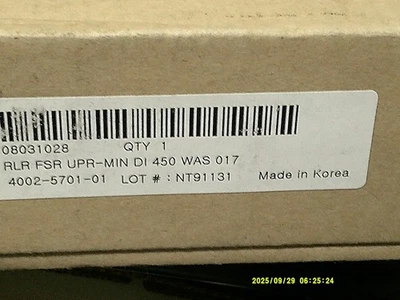 08031028 QTY 1
RLR FSR UPR-MIN DI 450 WAS 017
4002-5701-01 LOT # : NT91131 Made in Korea
2025/09/29 06:25:24